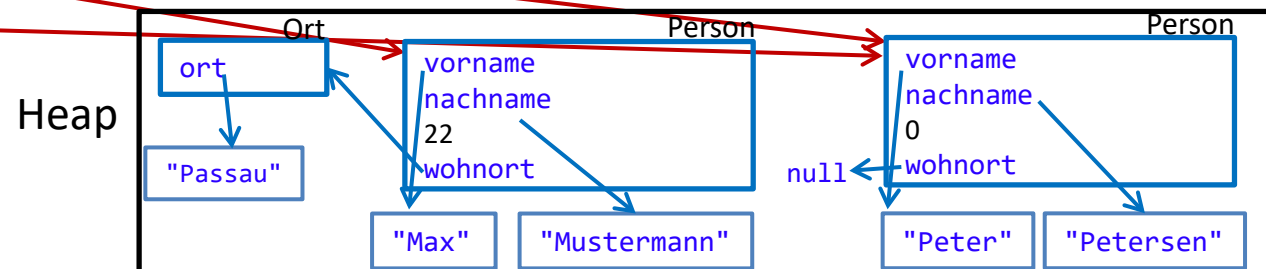 Heap
Ort
ort
"Passau"
Person
vorname
nachname
22
wohnort
"Max"
"Mustermann"
Person
vorname
nachname
0
wohnort
null
"Peter"
"Petersen"